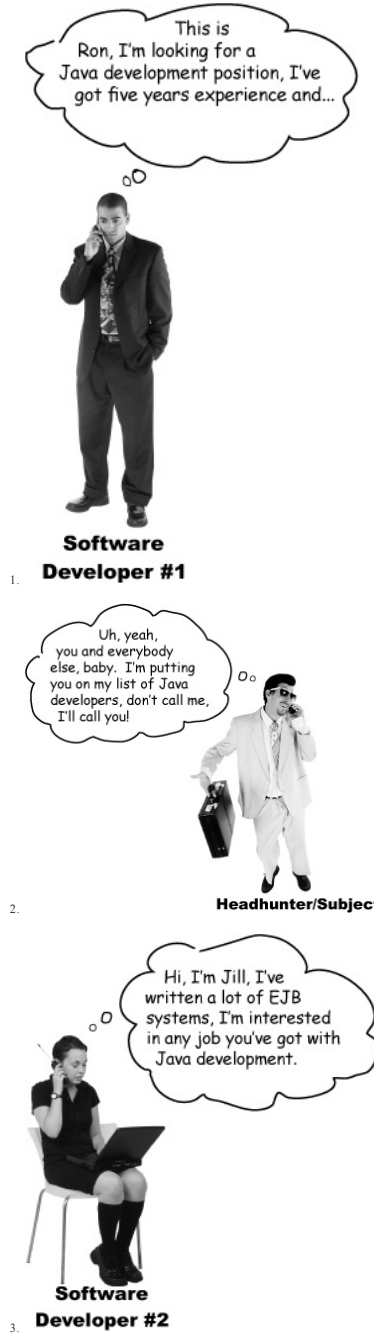 This is
Ron, I'm looking for a
Java development position, I've
got five years experience and...
Software
1. Developer #1
Uh, yeah,
you and everybody
else, baby. I'm putting
you on my list of Java
developers, don't call me,
I'll call you!
2. Headhunter/Subject
Hi, I'm Jill, I've
written a lot of EJB
systems, I'm interested
in any job you've got with
Java development.
Software
3. Developer #2